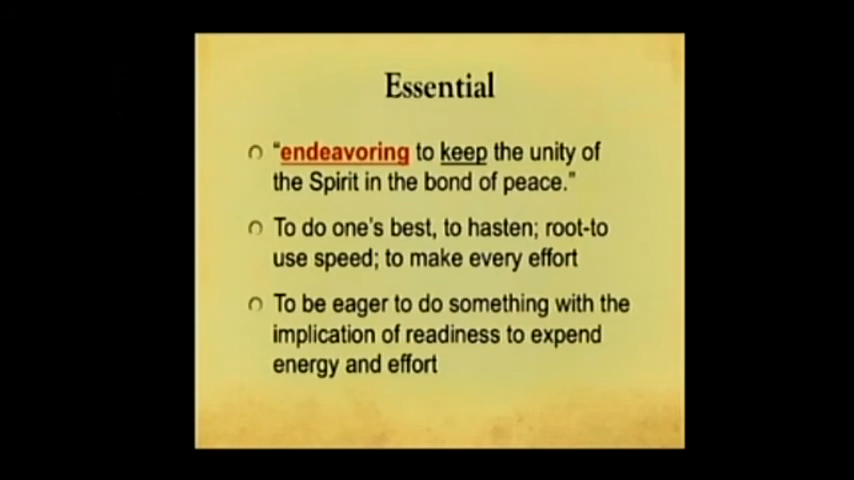 Essential
"endeavoring to keep the unity of
the Spirit in the bond of peace."
To do one's best, to hasten; root-to
use speed; to make every effort
To be eager to do something with the
implication of readiness to expend
energy and effort